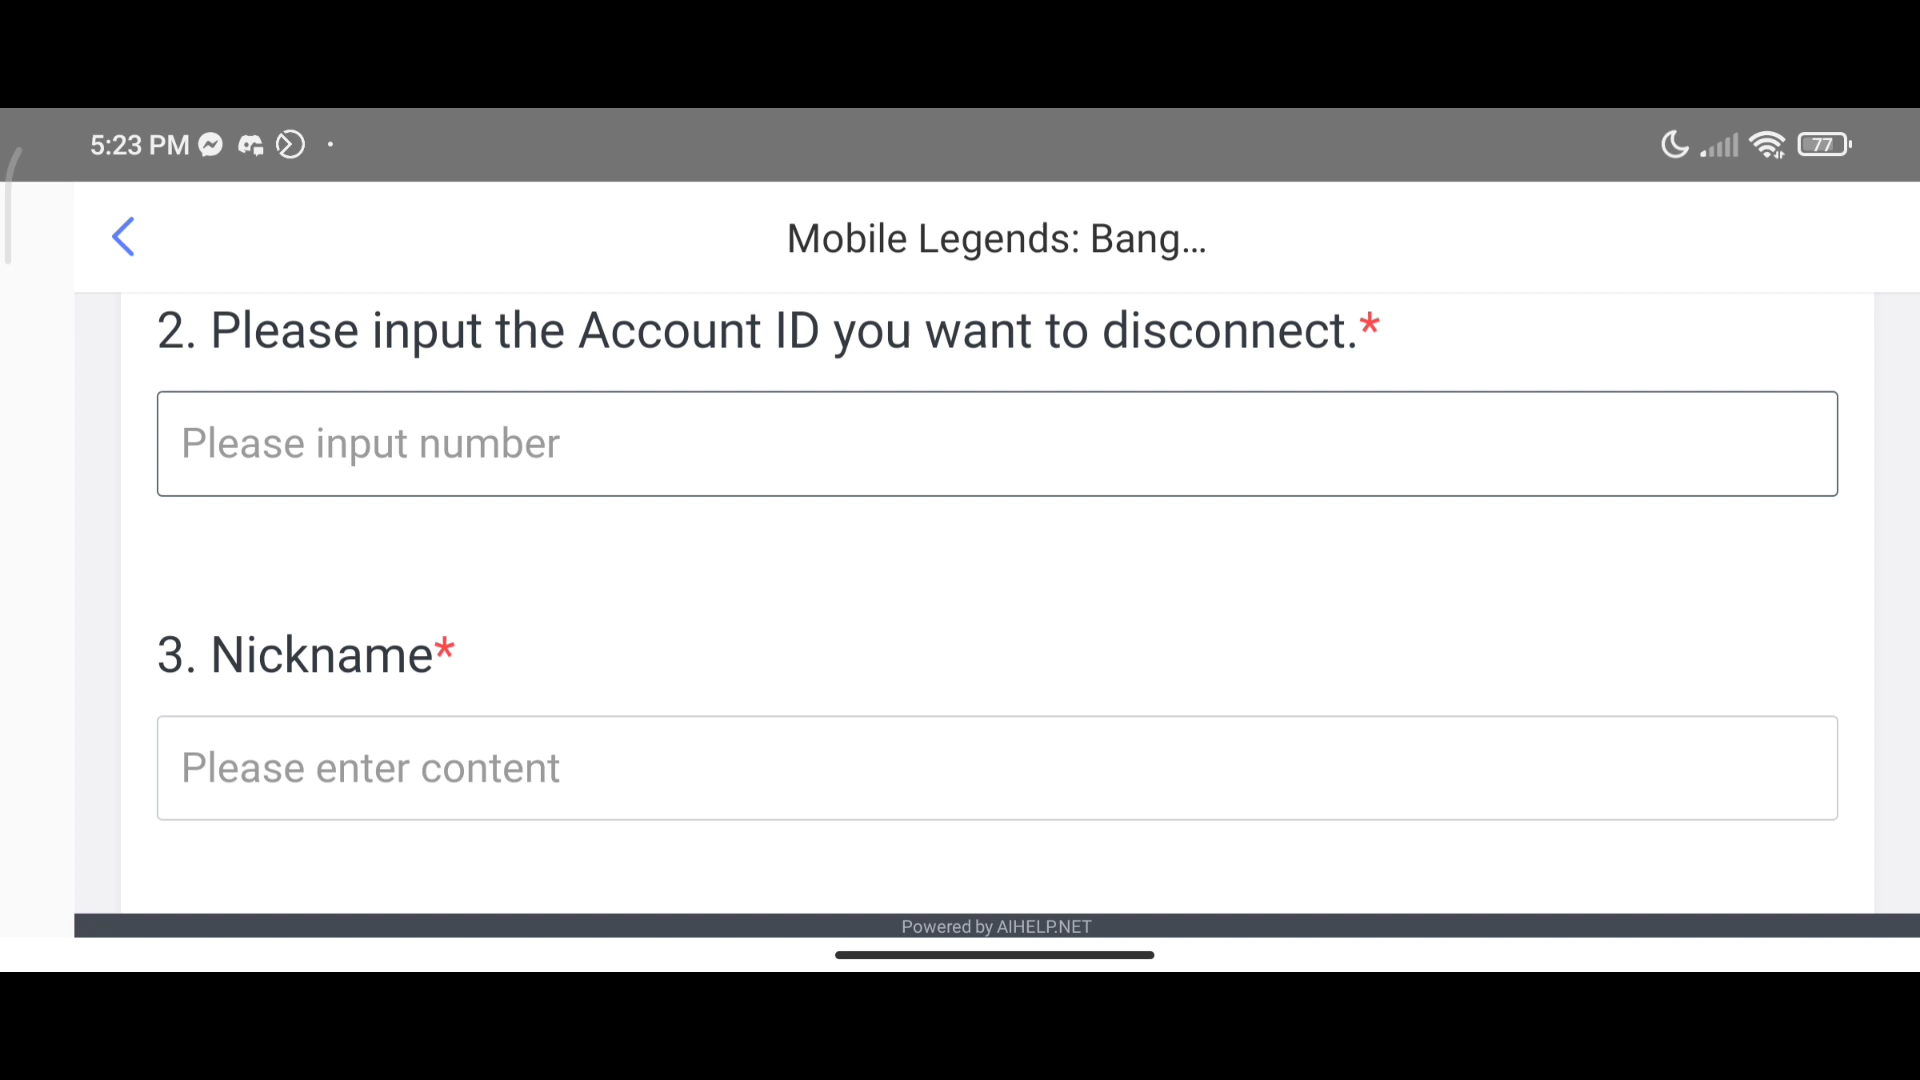 5:23 PM
77
Mobile Legends: Bang...
2. Please input the Account ID you want to disconnect.*
Please input number
3. Nickname*
Please enter content
Powered by AIHELP.NET